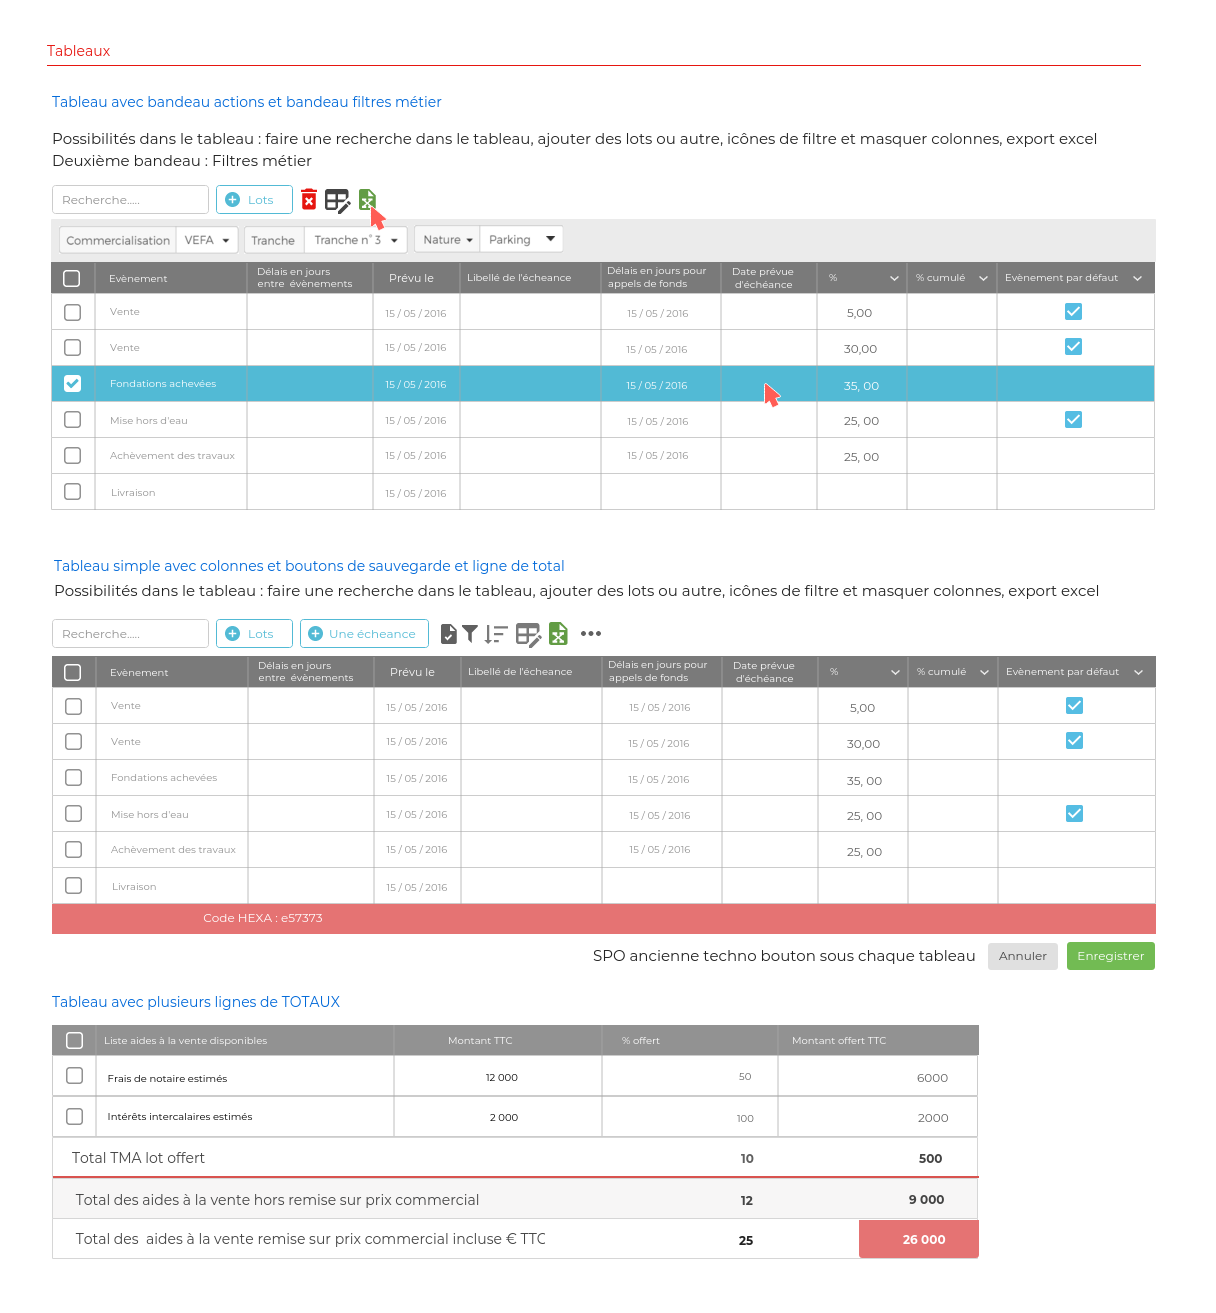 Tableaux
Tableau avec bandeau actions et bandeau filtres métier
Possibilités dans le tableau : faire une recherche dans le tableau, ajouter des lots ou autre, icônes de filtre et masquer colonnes, export excel
Deuxième bandeau : Filtres métier
Recherche..... Lots
Commercialisation VEFA Tranche Tranche n° 3 Nature Parking
Evènement Délais en jours entre évènements Prévu le Libellé de l'écheance Délais en jours pour appels de fonds Date prévue d'échéance % % cumulé Evènement par défaut
Vente 15 / 05 / 2016 15 / 05 / 2016 5,00
Vente 15 / 05 / 2016 15 / 05 / 2016 30,00
Fondations achevées 15 / 05 / 2016 15 / 05 / 2016 35, 00
Mise hors d'eau 15 / 05 / 2016 15 / 05 / 2016 25, 00
Achèvement des travaux 15 / 05 / 2016 15 / 05 / 2016 25, 00
Livraison 15 / 05 / 2016
Tableau simple avec colonnes et boutons de sauvegarde et ligne de total
Possibilités dans le tableau : faire une recherche dans le tableau, ajouter des lots ou autre, icônes de filtre et masquer colonnes, export excel
Recherche..... Lots Une écheance
Evènement Délais en jours entre évènements Prévu le Libellé de l'écheance Délais en jours pour appels de fonds Date prévue d'échéance % % cumulé Evènement par défaut
Vente 15 / 05 / 2016 15 / 05 / 2016 5,00
Vente 15 / 05 / 2016 15 / 05 / 2016 30,00
Fondations achevées 15 / 05 / 2016 15 / 05 / 2016 35, 00
Mise hors d'eau 15 / 05 / 2016 15 / 05 / 2016 25, 00
Achèvement des travaux 15 / 05 / 2016 15 / 05 / 2016 25, 00
Livraison 15 / 05 / 2016
Code HEXA : e57373
SPO ancienne techno bouton sous chaque tableau Annuler Enregistrer
Tableau avec plusieurs lignes de TOTAUX
Liste aides à la vente disponibles Montant TTC % offert Montant offert TTC
Frais de notaire estimés 12 000 50 6000
Intérêts intercalaires estimés 2 000 100 2000
Total TMA lot offert 10 500
Total des aides à la vente hors remise sur prix commercial 12 9 000
Total des aides à la vente remise sur prix commercial incluse € TTC 25 26 000